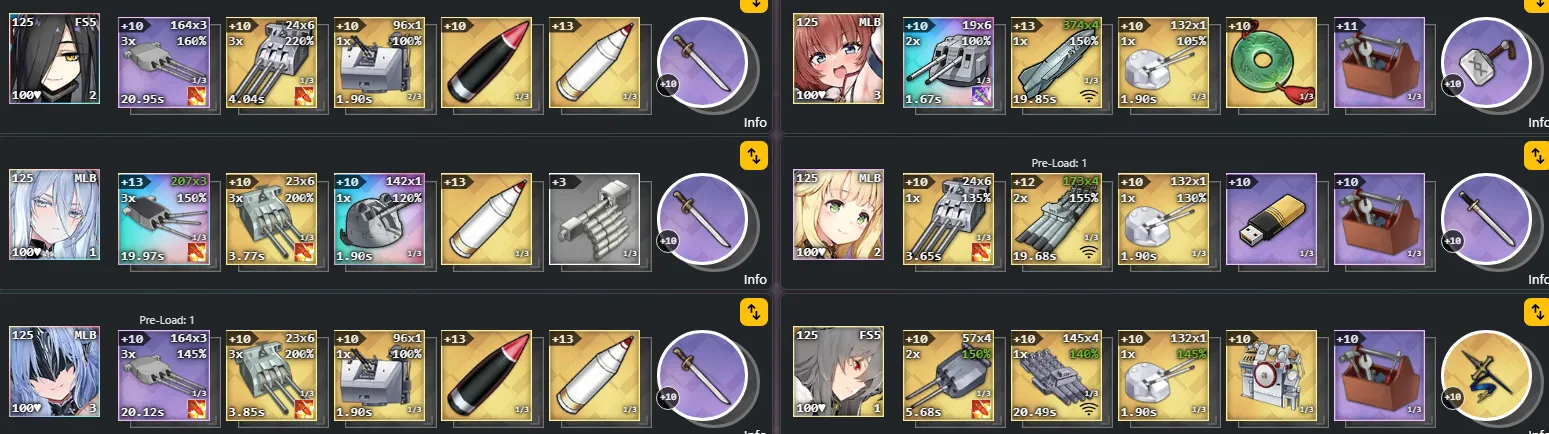 125 FS5 100♥ 2
+10 164x3 3x 160% 1/3 20.95s
+10 24x6 3x 220% 1/3 4.04s
+10 96x1 1x 100% 2/3 1.90s
+10 1/3
+13 1/3
+10
Info
125 MLB 100♥ 3
+10 19x6 2x 100% 1/3 1.67s
+13 374x4 1x 150% 19.85s
+10 132x1 1x 105% 1/3 1.90s
+10 1/3
+11 1/3
+10
Info
125 MLB 100♥ 1
+13 207x3 3x 150% 1/3 19.97s
+10 23x6 3x 200% 1/3 3.77s
+10 142x1 1x 120% 1/3 1.90s
+13 1/3
+3 1/3
+10
Info
Pre-Load: 1
125 MLB 100♥ 2
+10 24x6 1x 135% 1/3 3.65s
+12 173x4 2x 155% 19.68s
+10 132x1 1x 130% 1/3 1.90s
+10 1/3
+10 1/3
+10
Info
Pre-Load: 1
125 MLB 100♥ 3
+10 164x3 3x 145% 1/3 20.12s
+10 23x6 3x 200% 1/3 3.85s
+10 96x1 1x 100% 1/3 1.90s
+13 1/3
+13 1/3
+10
125 FS5 100♥ 1
+10 57x4 2x 150% 1/3 5.68s
+10 145x4 1x 140% 20.49s
+10 132x1 1x 145% 1/3 1.90s
+10 1/3
+10 1/3
+10